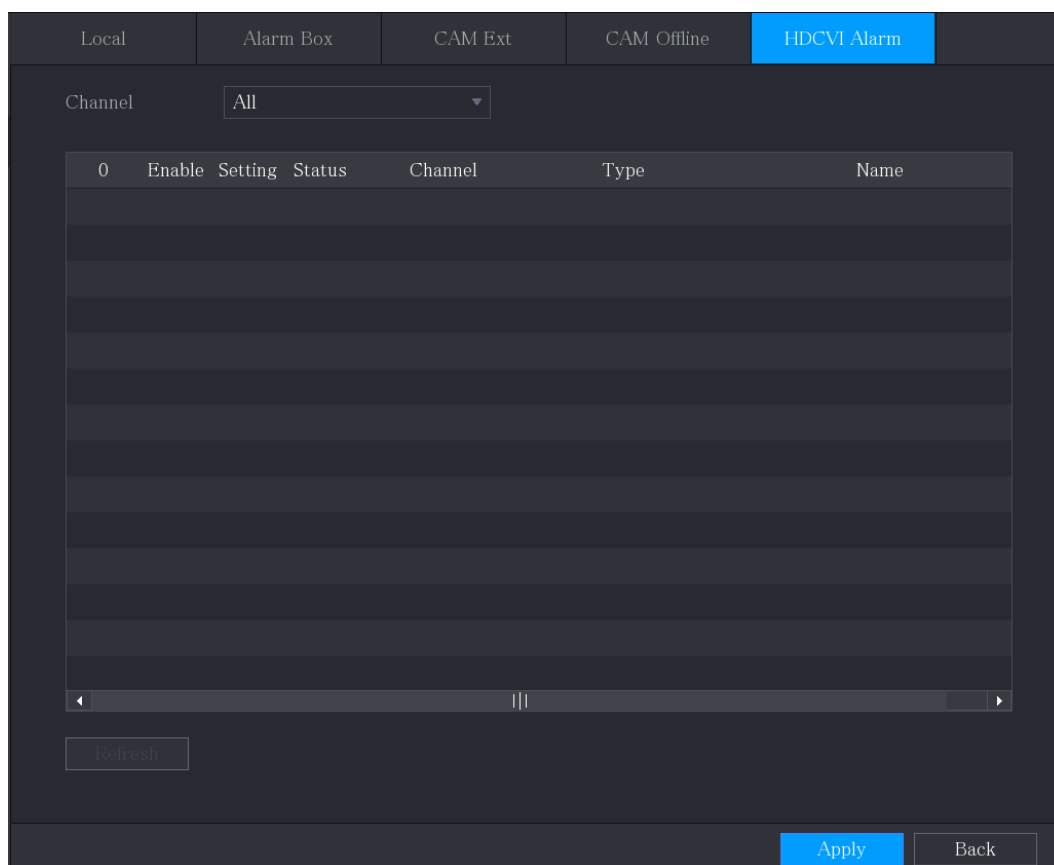 Local Alarm Box CAM Ext CAM Offline HDCVI Alarm
Channel All
0 Enable Setting Status Channel Type Name
Refresh
Apply Back